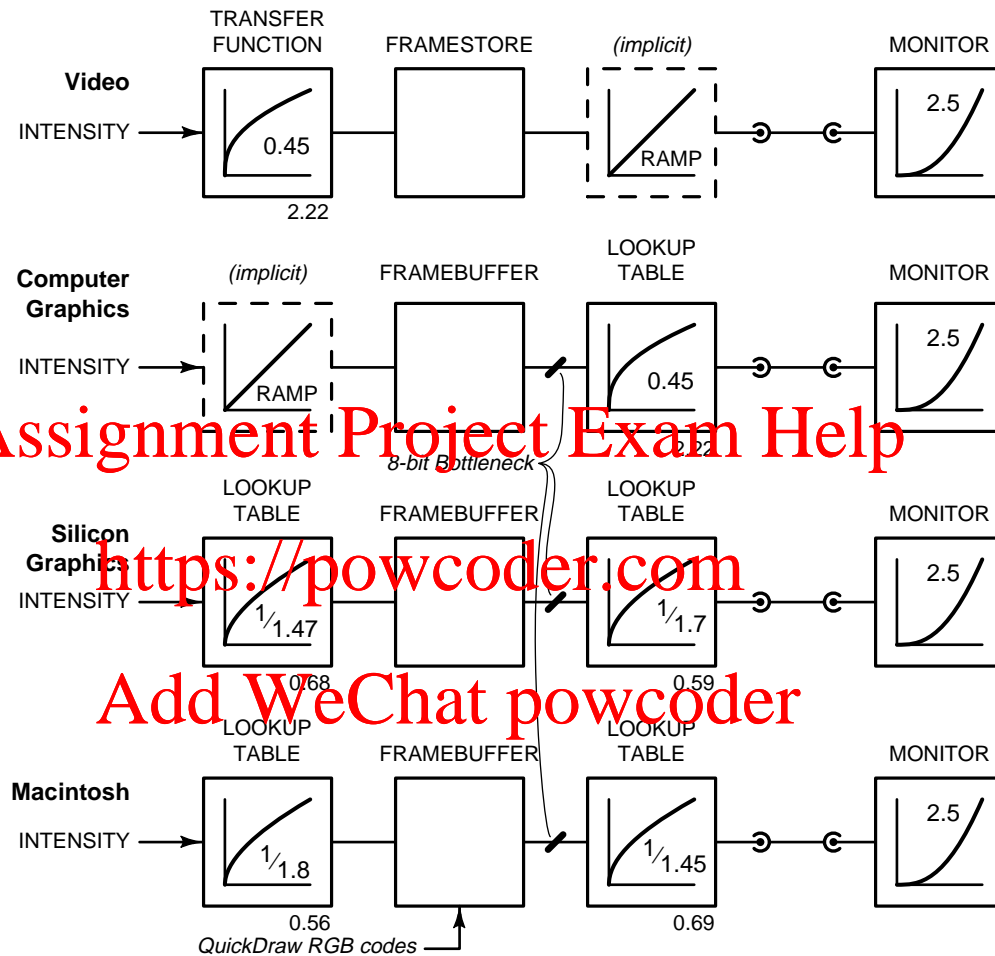 TRANSFER
FUNCTION
FRAMESTORE
(implicit)
MONITOR
Video
INTENSITY
0.45
RAMP
2.5
2.22
Computer
Graphics
(implicit)
FRAMEBUFFER
LOOKUP
TABLE
MONITOR
INTENSITY
RAMP
0.45
2.5
2.22
Assignment Project Exam Help
8-bit Bottleneck
Silicon
Graphics
LOOKUP
TABLE
FRAMEBUFFER
LOOKUP
TABLE
MONITOR
https://powcoder.com
INTENSITY
1/1.47
1/1.7
2.5
0.68
0.59
Add WeChat powcoder
Macintosh
LOOKUP
TABLE
FRAMEBUFFER
LOOKUP
TABLE
MONITOR
INTENSITY
1/1.8
1/1.45
2.5
0.56
0.69
QuickDraw RGB codes